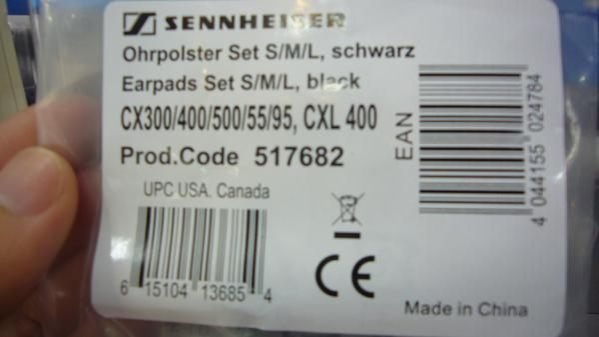 SENNHEISER
Ohrpolster Set S/M/L, schwarz
Earpads Set S/M/L, black
CX300/400/500/55/95, CXL 400
Prod.Code 517682
EAN
4 044155 024784
UPC USA. Canada
6 15104 13685 4
CE
Made in China